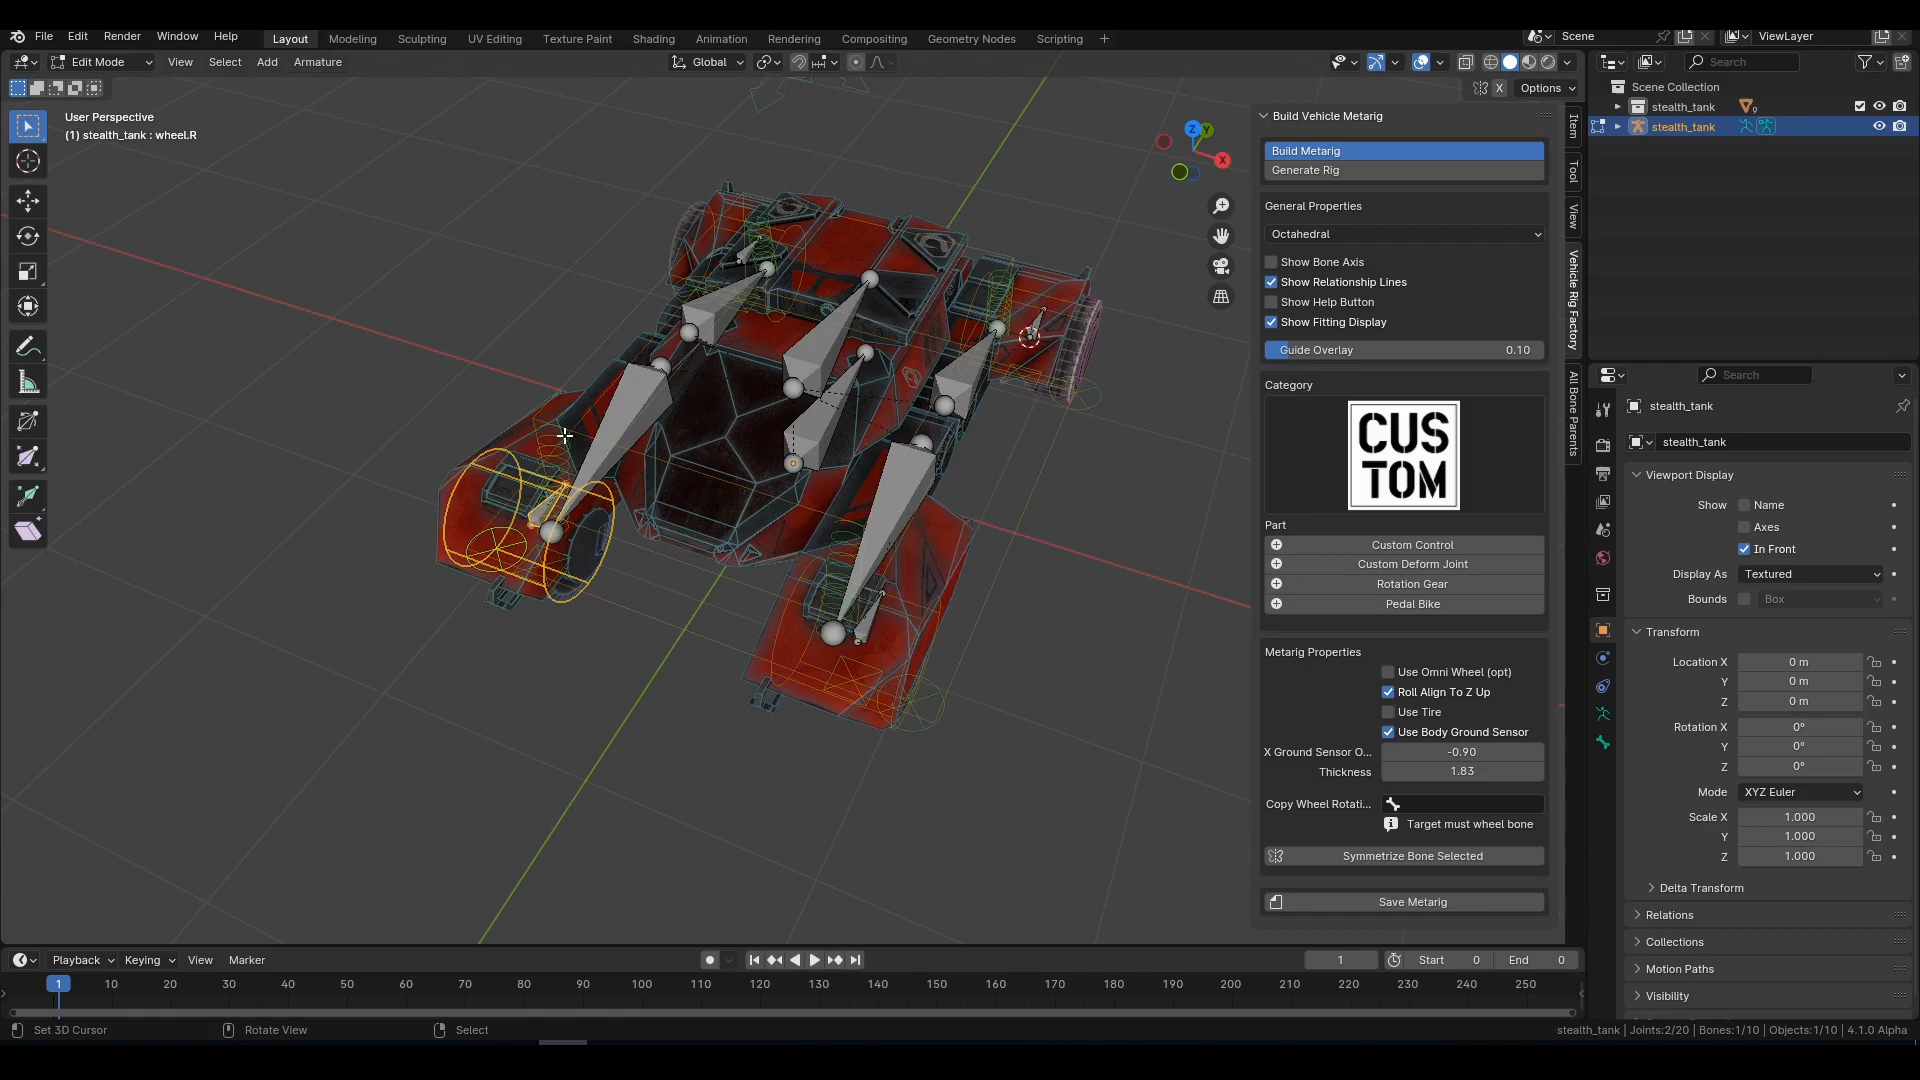 File Edit Render Window Help Layout Modeling Sculpting UV Editing Texture Paint Shading Animation Rendering Compositing Geometry Nodes Scripting + Scene ViewLayer
Edit Mode View Select Add Armature Global Search
X Options
User Perspective
(1) stealth_tank : wheel.R
Z Y
X
Build Vehicle Metarig
Build Metarig
Generate Rig
General Properties
Octahedral
Show Bone Axis
Show Relationship Lines
Show Help Button
Show Fitting Display
Guide Overlay 0.10
Category
CUS
TOM
Part
Custom Control
Custom Deform Joint
Rotation Gear
Pedal Bike
Metarig Properties
Use Omni Wheel (opt)
Roll Align To Z Up
Use Tire
Use Body Ground Sensor
X Ground Sensor O... -0.90
Thickness 1.83
Copy Wheel Rotati...
Target must wheel bone
Symmetrize Bone Selected
Save Metarig
Item
Tool
View
Vehicle Rig Factory
All Bone Parents
Scene Collection
stealth_tank 9
stealth_tank
Search
stealth_tank
stealth_tank
Viewport Display
Show Name
Axes
In Front
Display As Textured
Bounds Box
Transform
Location X 0 m
Y 0 m
Z 0 m
Rotation X 0°
Y 0°
Z 0°
Mode XYZ Euler
Scale X 1.000
Y 1.000
Z 1.000
Delta Transform
Relations
Collections
Motion Paths
Visibility
Playback Keying View Marker 1 Start 0 End 0
1 10 20 30 40 50 60 70 80 90 100 110 120 130 140 150 160 170 180 190 200 210 220 230 240 250
Set 3D Cursor Rotate View Select stealth_tank | Joints:2/20 | Bones:1/10 | Objects:1/10 | 4.1.0 Alpha